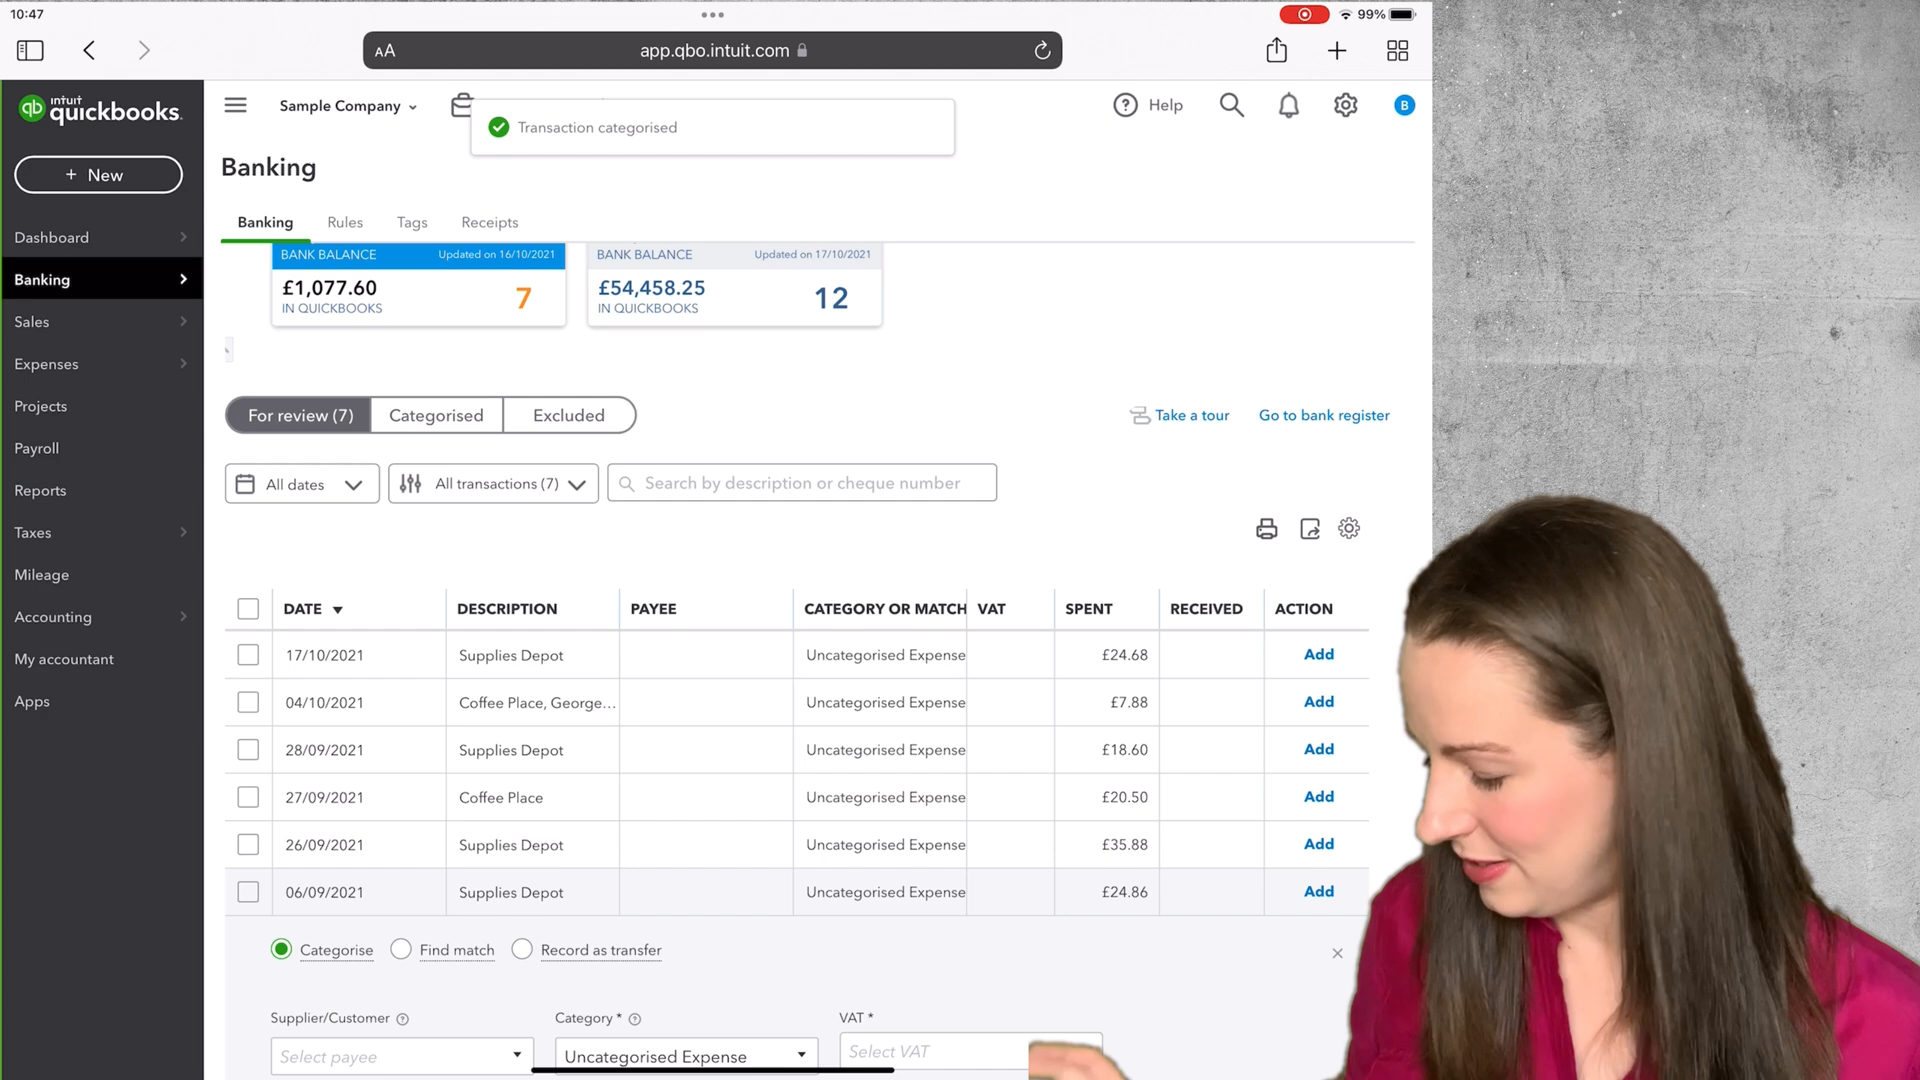 10:47
99%
AA
app.qbo.intuit.com
intuit
quickbooks.
qb
Sample Company
Help
B
Transaction categorised
+ New
Banking
Banking
Rules
Tags
Receipts
Dashboard
Banking
Sales
Expenses
Projects
Payroll
Reports
Taxes
Mileage
Accounting
My accountant
Apps
BANK BALANCE Updated on 16/10/2021
£1,077.60 7
IN QUICKBOOKS
BANK BALANCE Updated on 17/10/2021
£54,458.25 12
IN QUICKBOOKS
For review (7)
Categorised
Excluded
Take a tour
Go to bank register
All dates
All transactions (7)
Search by description or cheque number
DATE DESCRIPTION PAYEE CATEGORY OR MATCH VAT SPENT RECEIVED ACTION
17/10/2021 Supplies Depot Uncategorised Expense £24.68 Add
04/10/2021 Coffee Place, George... Uncategorised Expense £7.88 Add
28/09/2021 Supplies Depot Uncategorised Expense £18.60 Add
27/09/2021 Coffee Place Uncategorised Expense £20.50 Add
26/09/2021 Supplies Depot Uncategorised Expense £35.88 Add
06/09/2021 Supplies Depot Uncategorised Expense £24.86 Add
Categorise
Find match
Record as transfer
Supplier/Customer
Category *
VAT *
Select payee
Uncategorised Expense
Select VAT